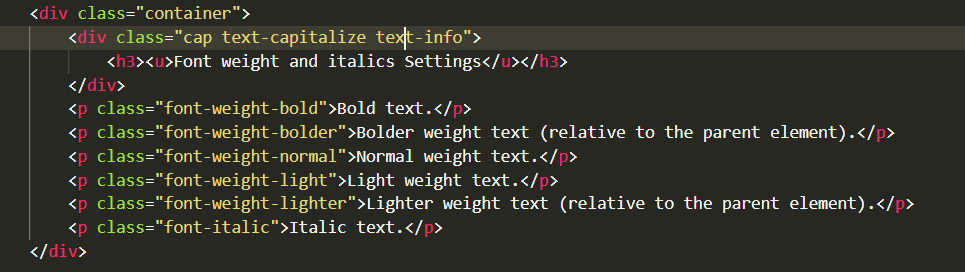 <div class="container">
<div class="cap text-capitalize text-info">
<h3><u>Font weight and italics Settings</u></h3>
</div>
<p class="font-weight-bold">Bold text.</p>
<p class="font-weight-bolder">Bolder weight text (relative to the parent element).</p>
<p class="font-weight-normal">Normal weight text.</p>
<p class="font-weight-light">Light weight text.</p>
<p class="font-weight-lighter">Lighter weight text (relative to the parent element).</p>
<p class="font-italic">Italic text.</p>
</div>